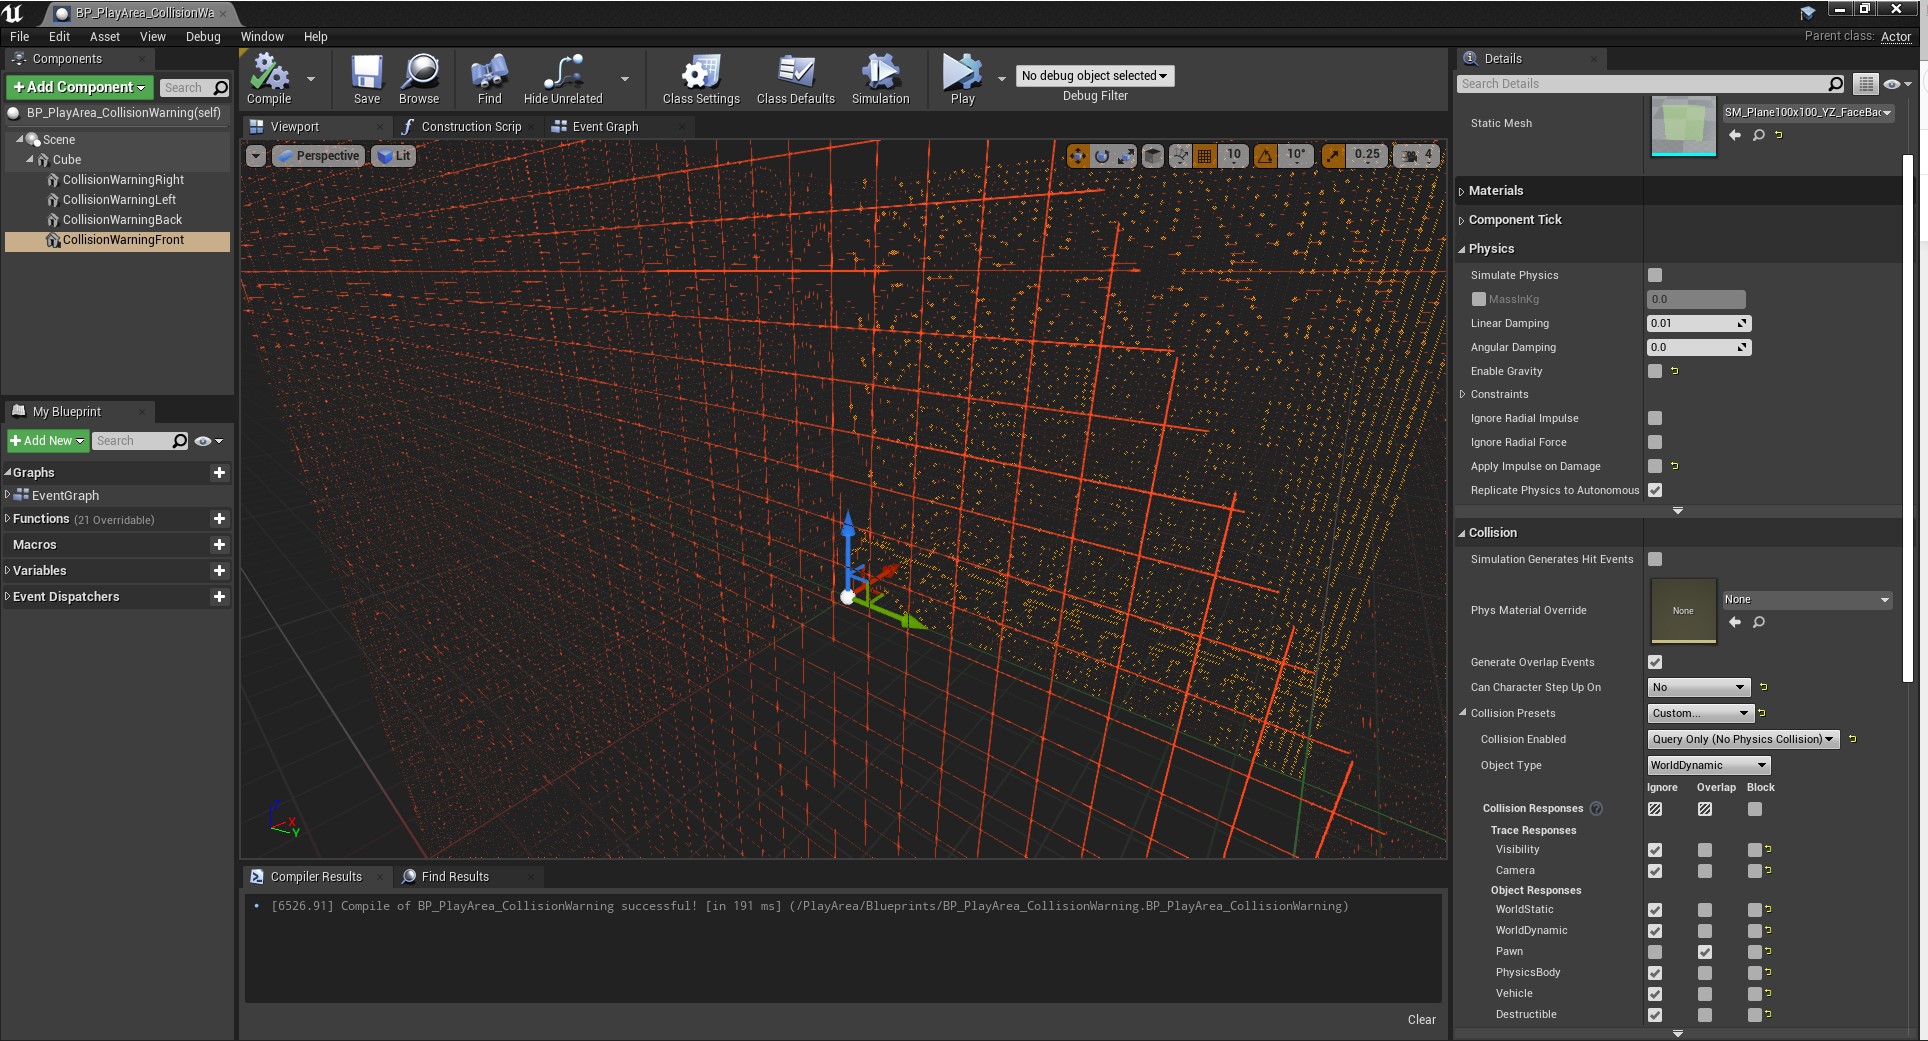 BP_PlayArea_CollisionWa
File Edit Asset View Debug Window Help
Parent class: Actor
Components
+Add Component
Search
BP_PlayArea_CollisionWarning(self)
Scene
Cube
CollisionWarningRight
CollisionWarningLeft
CollisionWarningBack
CollisionWarningFront
My Blueprint
+Add New
Search
Graphs
EventGraph
Functions (21 Overridable)
Macros
Variables
Event Dispatchers
Compile
Save
Browse
Find
Hide Unrelated
Class Settings
Class Defaults
Simulation
Play
No debug object selected
Debug Filter
Viewport
Construction Scrip
Event Graph
Perspective
Lit
10
10°
0.25
4
Z
X
Y
Compiler Results
Find Results
[6526.91] Compile of BP_PlayArea_CollisionWarning successful! [in 191 ms] (/PlayArea/Blueprints/BP_PlayArea_CollisionWarning.BP_PlayArea_CollisionWarning)
Clear
Details
Search Details
Static Mesh
SM_Plane100x100_YZ_FaceBac
Materials
Component Tick
Physics
Simulate Physics
MassInKg 0.0
Linear Damping 0.01
Angular Damping 0.0
Enable Gravity
Constraints
Ignore Radial Impulse
Ignore Radial Force
Apply Impulse on Damage
Replicate Physics to Autonomous
Collision
Simulation Generates Hit Events
Phys Material Override
None
None
Generate Overlap Events
Can Character Step Up On No
Collision Presets Custom...
Collision Enabled Query Only (No Physics Collision)
Object Type WorldDynamic
Ignore Overlap Block
Collision Responses ?
Trace Responses
Visibility
Camera
Object Responses
WorldStatic
WorldDynamic
Pawn
PhysicsBody
Vehicle
Destructible